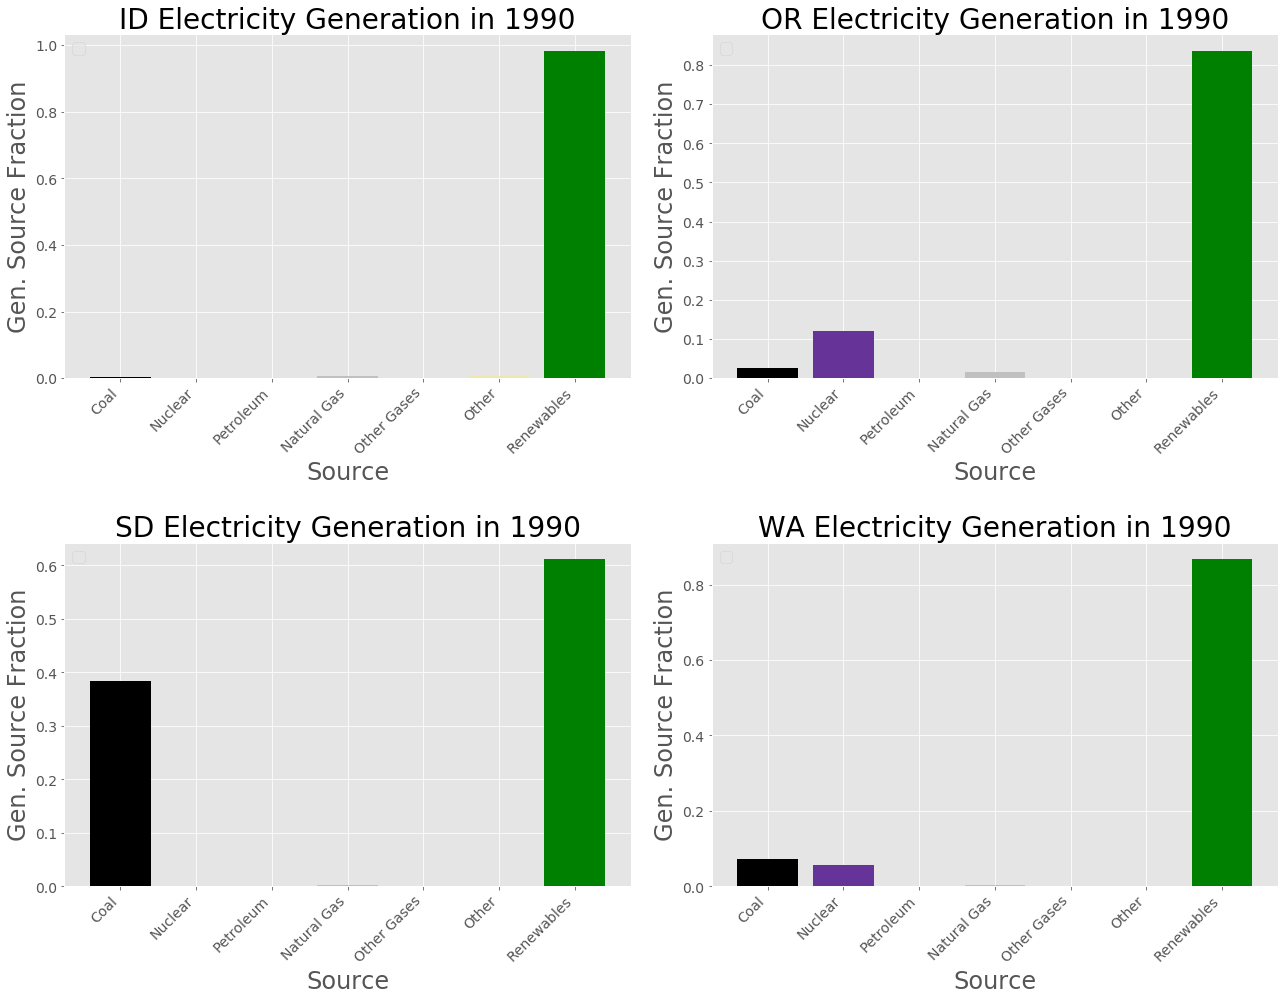 ID Electricity Generation in 1990
Gen. Source Fraction
1.0
0.8
0.6
0.4
0.2
0.0
Coal
Nuclear
Petroleum
Natural Gas
Other Gases
Other
Renewables
Source
OR Electricity Generation in 1990
Gen. Source Fraction
0.8
0.7
0.6
0.5
0.4
0.3
0.2
0.1
0.0
Coal
Nuclear
Petroleum
Natural Gas
Other Gases
Other
Renewables
Source
SD Electricity Generation in 1990
Gen. Source Fraction
0.6
0.5
0.4
0.3
0.2
0.1
0.0
Coal
Nuclear
Petroleum
Natural Gas
Other Gases
Other
Renewables
Source
WA Electricity Generation in 1990
Gen. Source Fraction
0.8
0.6
0.4
0.2
0.0
Coal
Nuclear
Petroleum
Natural Gas
Other Gases
Other
Renewables
Source